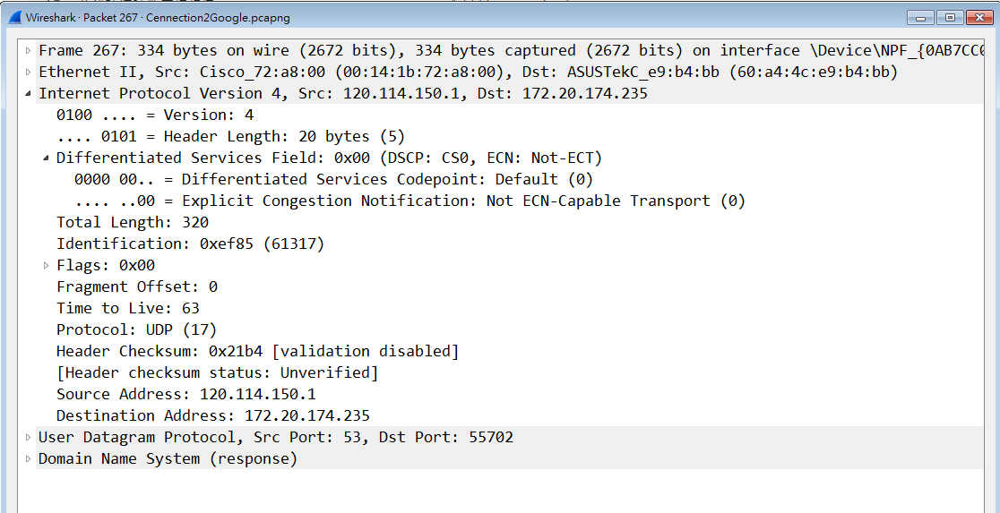 Wireshark · Packet 267 · Cennection2Google.pcapng
Frame 267: 334 bytes on wire (2672 bits), 334 bytes captured (2672 bits) on interface \Device\NPF_{0AB7CC0
Ethernet II, Src: Cisco_72:a8:00 (00:14:1b:72:a8:00), Dst: ASUSTekC_e9:b4:bb (60:a4:4c:e9:b4:bb)
Internet Protocol Version 4, Src: 120.114.150.1, Dst: 172.20.174.235
0100 .... = Version: 4
.... 0101 = Header Length: 20 bytes (5)
Differentiated Services Field: 0x00 (DSCP: CS0, ECN: Not-ECT)
0000 00.. = Differentiated Services Codepoint: Default (0)
.... ..00 = Explicit Congestion Notification: Not ECN-Capable Transport (0)
Total Length: 320
Identification: 0xef85 (61317)
Flags: 0x00
Fragment Offset: 0
Time to Live: 63
Protocol: UDP (17)
Header Checksum: 0x21b4 [validation disabled]
[Header checksum status: Unverified]
Source Address: 120.114.150.1
Destination Address: 172.20.174.235
User Datagram Protocol, Src Port: 53, Dst Port: 55702
Domain Name System (response)